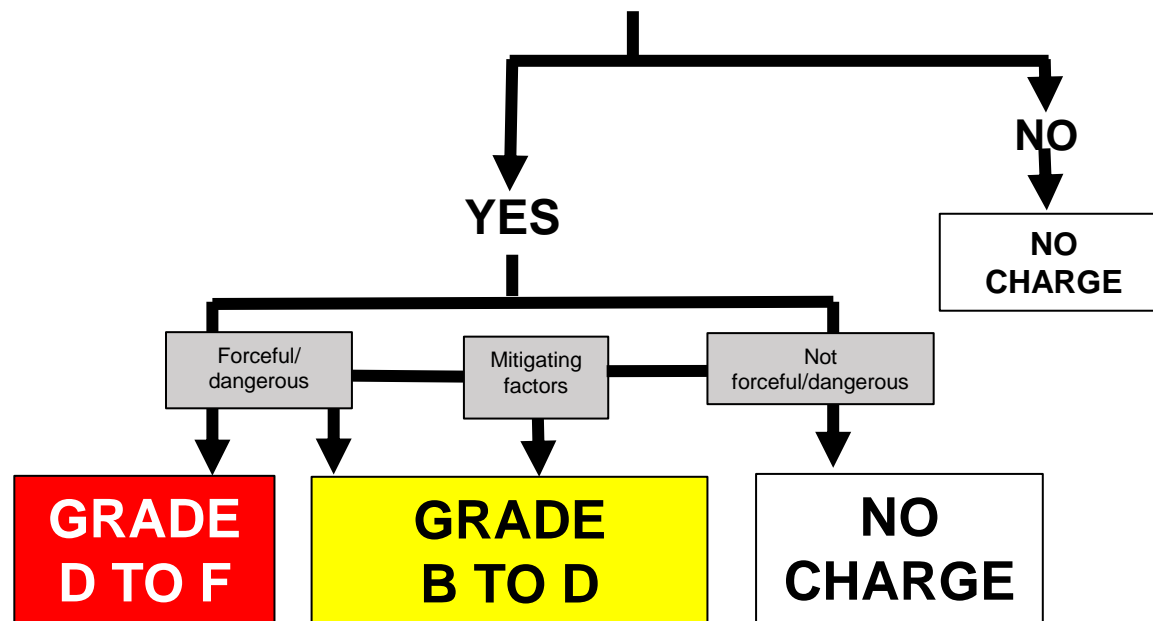 NO
YES
NO
CHARGE
Forceful/
dangerous
Mitigating
factors
Not
forceful/dangerous
GRADE
D TO F
GRADE
B TO D
NO
CHARGE